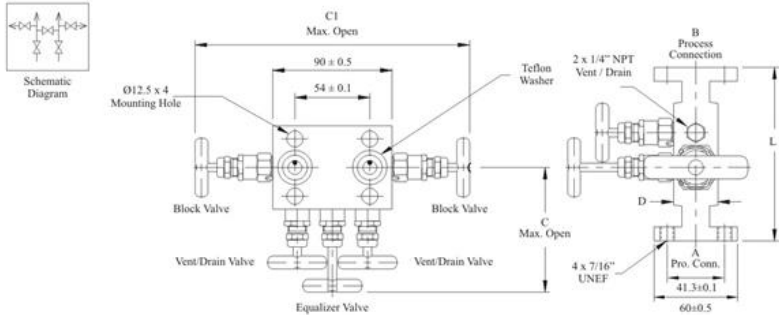 C1
Max. Open
B
Process
Connection
90 ± 0.5
2 x 1/4” NPT
Vent / Drain
Teflon
Washer
Schematic
Diagram
Ø12.5 x 4
Mounting Hole
54 ± 0.1
L
Block Valve
Block Valve
C
Max. Open
D
Vent/Drain Valve
Vent/Drain Valve
4 x 7/16”
UNEF
A
Pro. Conn.
41.3±0.1
60±0.5
Equalizer Valve